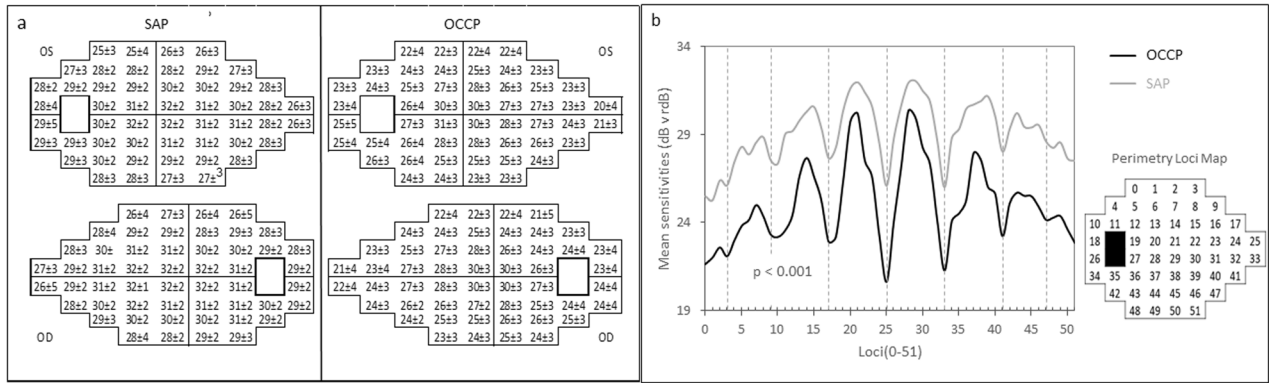 a
SAP
OS
25±3 25±4 26±3 26±3
27±3 28±2 28±2 28±2 29±2 27±3
28±2 29±2 29±2 29±2 30±2 30±2 29±2 28±3
28±4 30±2 31±2 32±2 31±2 30±2 28±2 26±3
29±5 30±2 32±2 32±2 31±2 31±2 28±2 26±3
29±3 29±3 30±2 30±2 31±2 31±2 30±2 28±3
29±3 30±2 29±2 29±2 29±2 28±3
28±3 28±3 27±3 27±3
OCCP
OS
22±4 22±3 22±4 22±4
23±3 24±3 24±3 25±3 24±3 23±3
23±3 24±3 25±3 27±3 28±3 27±3 25±3 23±3
23±4 26±4 30±3 30±3 27±3 27±3 23±3 20±4
25±5 27±4 30±3 30±3 28±3 27±3 24±3 21±3
25±4 25±4 25±3 28±3 28±3 26±3 26±3 23±3
26±3 25±3 26±3 25±3 25±3 24±3
24±3 24±3 23±3 23±3
26±4 27±3 26±4 26±5
28±4 29±2 29±2 29±2 29±2 28±3
28±3 30± 31±2 31±2 30±2 30±2 29±2 28±3
27±3 29±2 31±2 32±2 32±2 31±2 29±2
26±5 29±2 31±2 32±1 32±2 32±2 31±2 29±2
28±3 31±2 32±2 31±2 31±2 31±2 30±2 29±2
29±3 30±2 30±2 30±2 31±2 29±2
28±4 28±2 29±2 29±3
OD
22±4 22±3 22±4 21±5
23±3 24±3 25±3 24±3 24±3 23±3
23±3 25±3 27±3 28±3 27±3 25±3 24±4 23±4
21±4 23±3 27±3 28±3 30±3 30±3 26±3 23±4
22±4 24±3 27±3 28±3 30±3 31±3 27±3 24±4
24±3 26±2 26±3 27±2 28±3 25±3 24±4 24±4
24±2 25±3 25±3 26±3 25±3 25±3
23±3 24±3 25±3 24±3
OD
b
Mean sensitivities (dB v rdB)
34
29
24
19
p < 0.001
0 5 10 15 20 25 30 35 40 45 50
Loci(0-51)
OCCP
SAP
Perimetry Loci Map
0 1 2 3
4 5 6 7 8 9
10 11 12 13 14 15 16 17
18 19 20 21 22 23 24 25
26 27 28 29 30 31 32 33
34 35 36 37 38 39 40 41
42 43 44 45 46 47
48 49 50 51